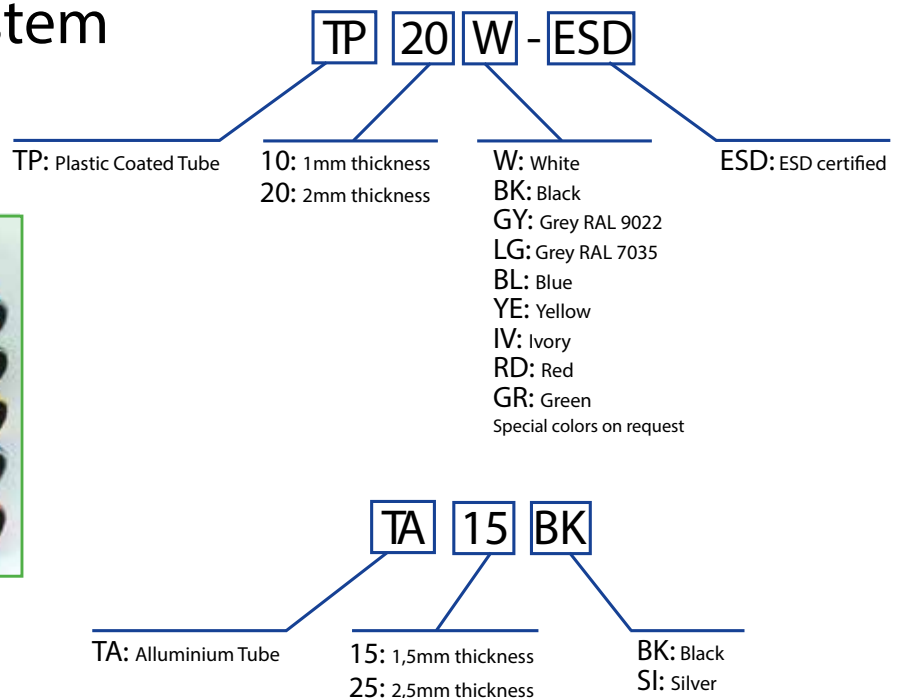 TP 20 W - ESD
TP: Plastic Coated Tube
10: 1mm thickness
20: 2mm thickness
W: White
BK: Black
GY: Grey RAL 9022
LG: Grey RAL 7035
BL: Blue
YE: Yellow
IV: Ivory
RD: Red
GR: Green
Special colors on request
ESD: ESD certified
TA 15 BK
TA: Alluminium Tube
15: 1,5mm thickness
25: 2,5mm thickness
BK: Black
SI: Silver